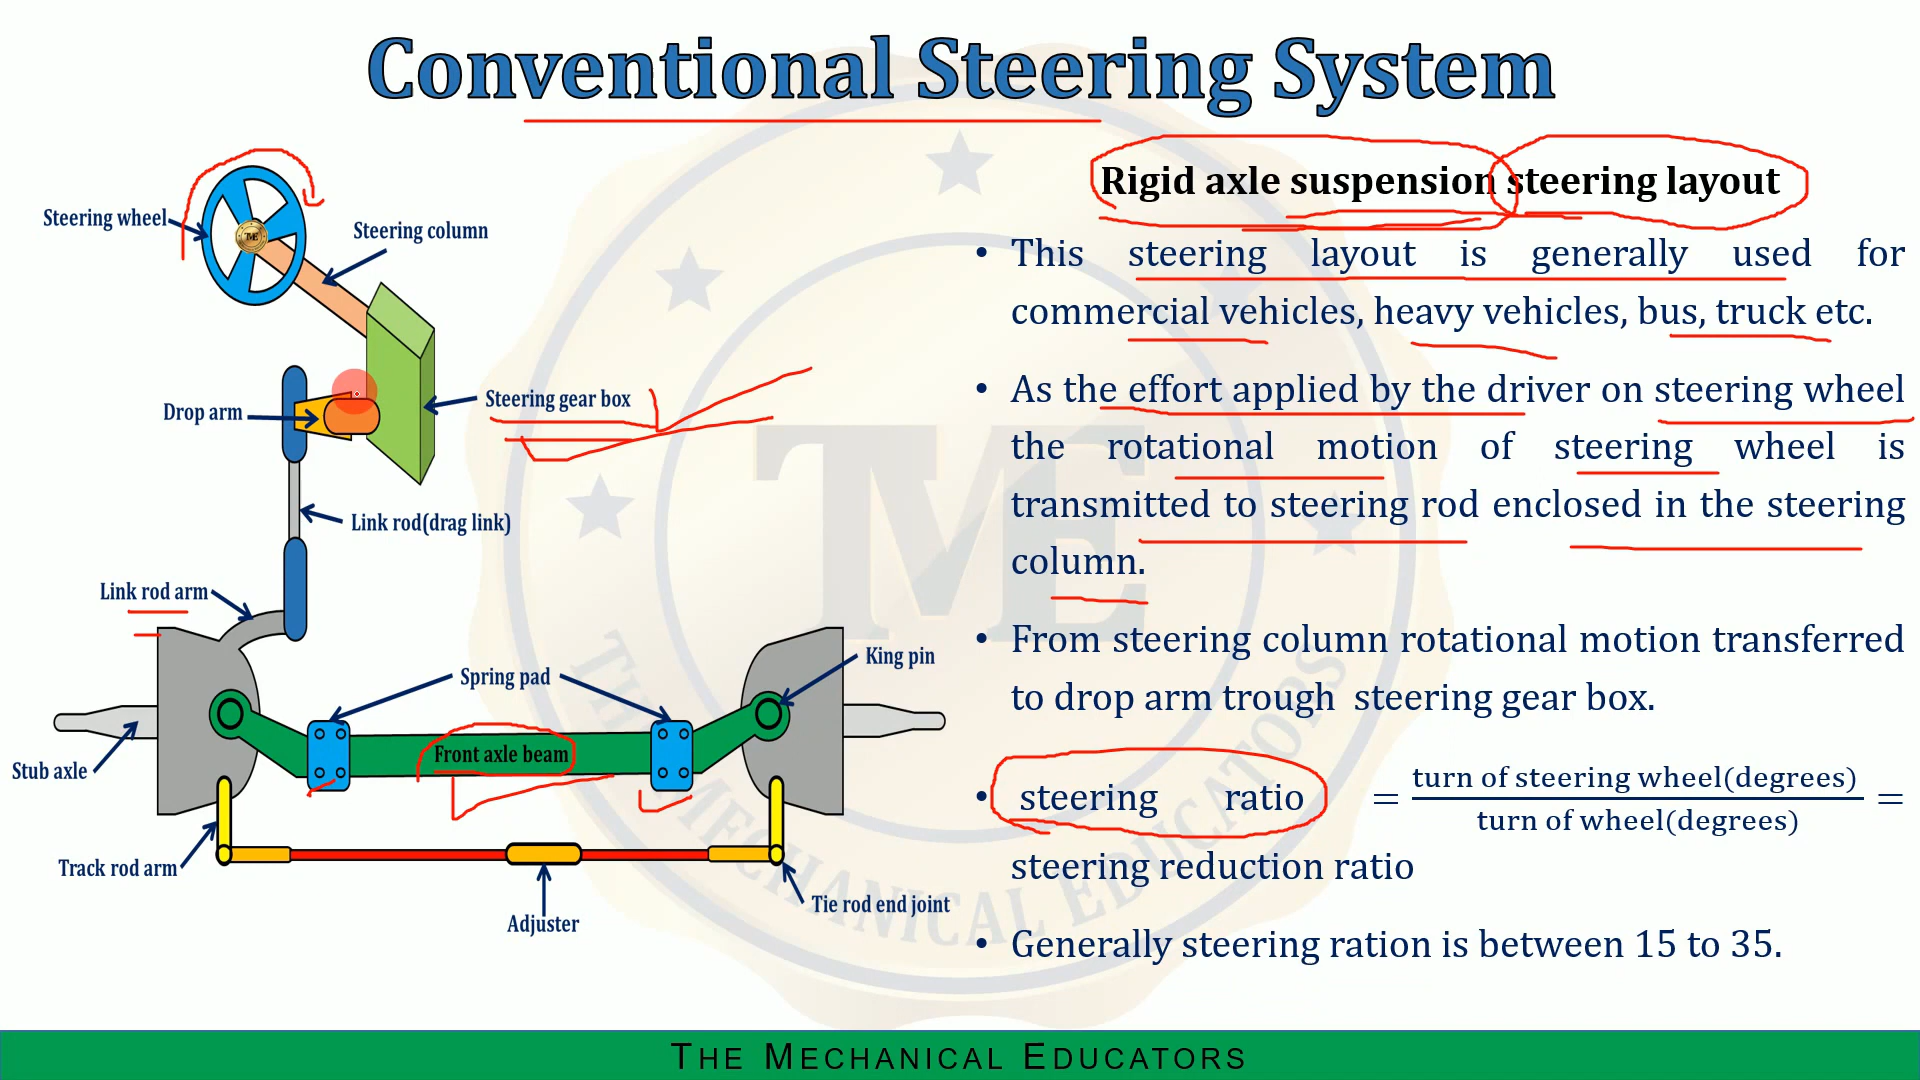 Conventional Steering System
Rigid axle suspension steering layout
• This steering layout is generally used for
commercial vehicles, heavy vehicles, bus, truck etc.
• As the effort applied by the driver on steering wheel
the rotational motion of steering wheel is
transmitted to steering rod enclosed in the steering
column.
• From steering column rotational motion transferred
to drop arm trough steering gear box.
• steering ratio = turn of steering wheel(degrees) / turn of wheel(degrees) =
steering reduction ratio
• Generally steering ration is between 15 to 35.
Steering wheel
TME
Steering column
Drop arm
Steering gear box
Link rod(drag link)
Link rod arm
King pin
Spring pad
Front axle beam
Stub axle
Track rod arm
Adjuster
Tie rod end joint
TME
THE MECHANICAL EDUCATORS
THE MECHANICAL EDUCATORS